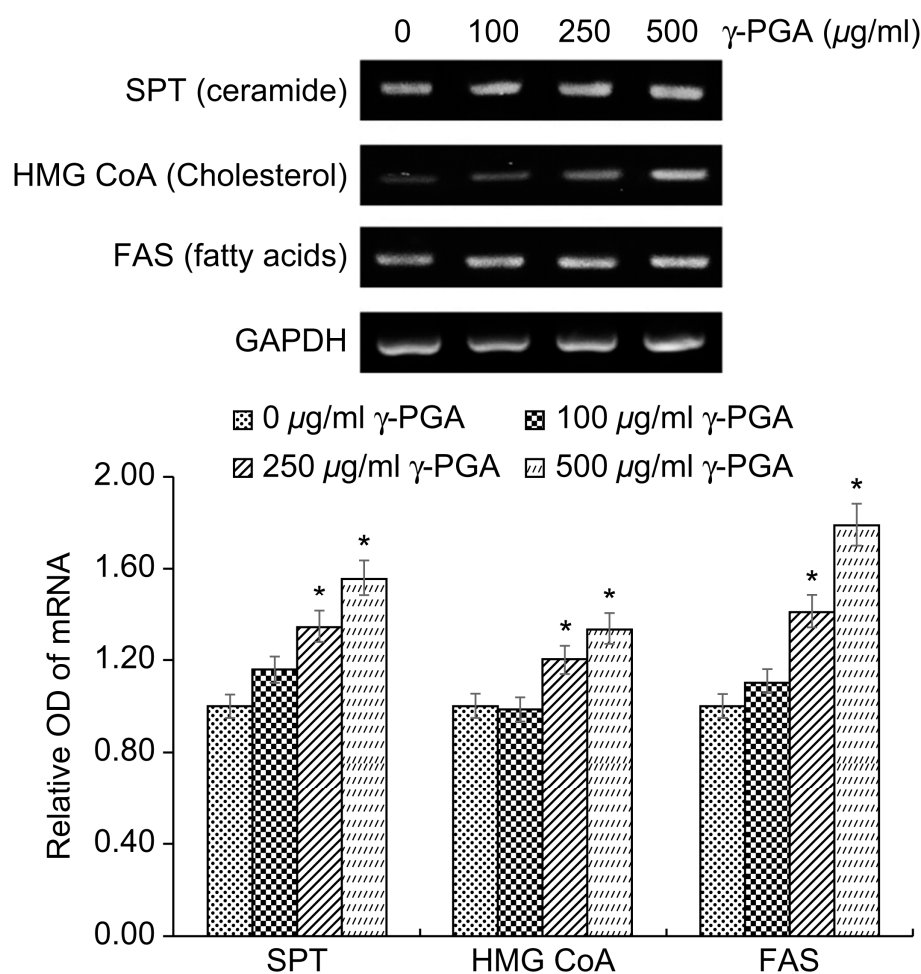 0 100 250 500 γ-PGA (µg/ml)
SPT (ceramide)
HMG CoA (Cholesterol)
FAS (fatty acids)
GAPDH
0 µg/ml γ-PGA 100 µg/ml γ-PGA
250 µg/ml γ-PGA 500 µg/ml γ-PGA
2.00
1.60
1.20
0.80
0.40
0.00
Relative OD of mRNA
* * * * * *
SPT HMG CoA FAS